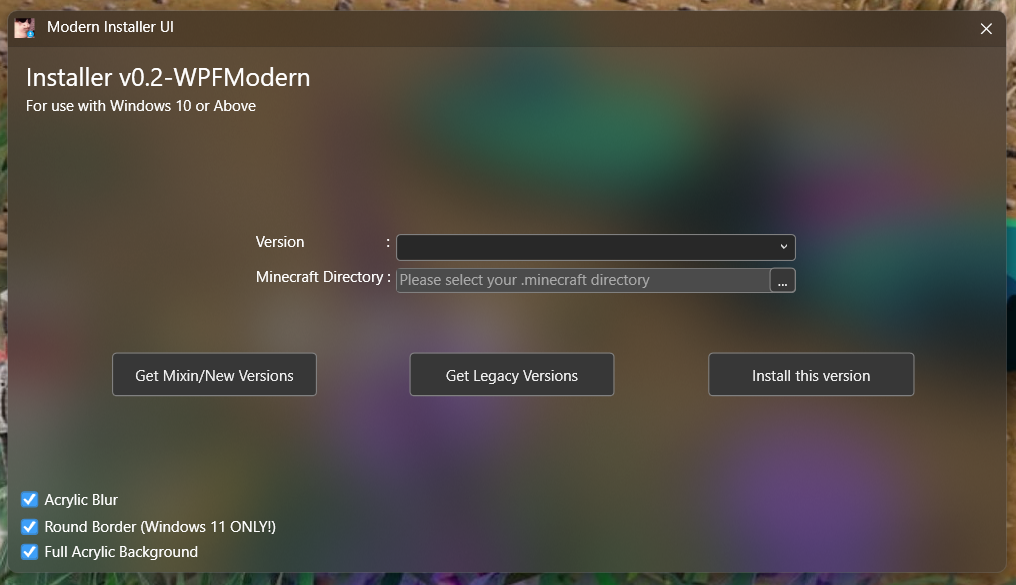 Modern Installer UI
Installer v0.2-WPFModern
For use with Windows 10 or Above
Version :
Minecraft Directory : Please select your .minecraft directory ...
Get Mixin/New Versions Get Legacy Versions Install this version
Acrylic Blur
Round Border (Windows 11 ONLY!)
Full Acrylic Background